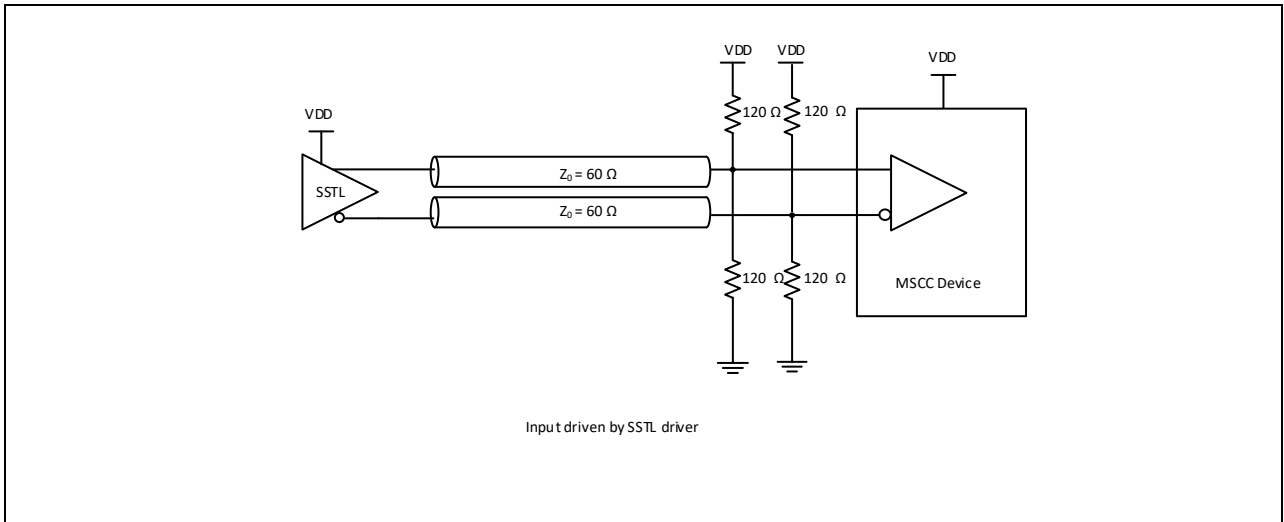 VDD VDD
VDD
VDD
120 Ω 120 Ω
SSTL
Z₀ = 60 Ω
Z₀ = 60 Ω
120 Ω 120 Ω
MSCC Device
Input driven by SSTL driver